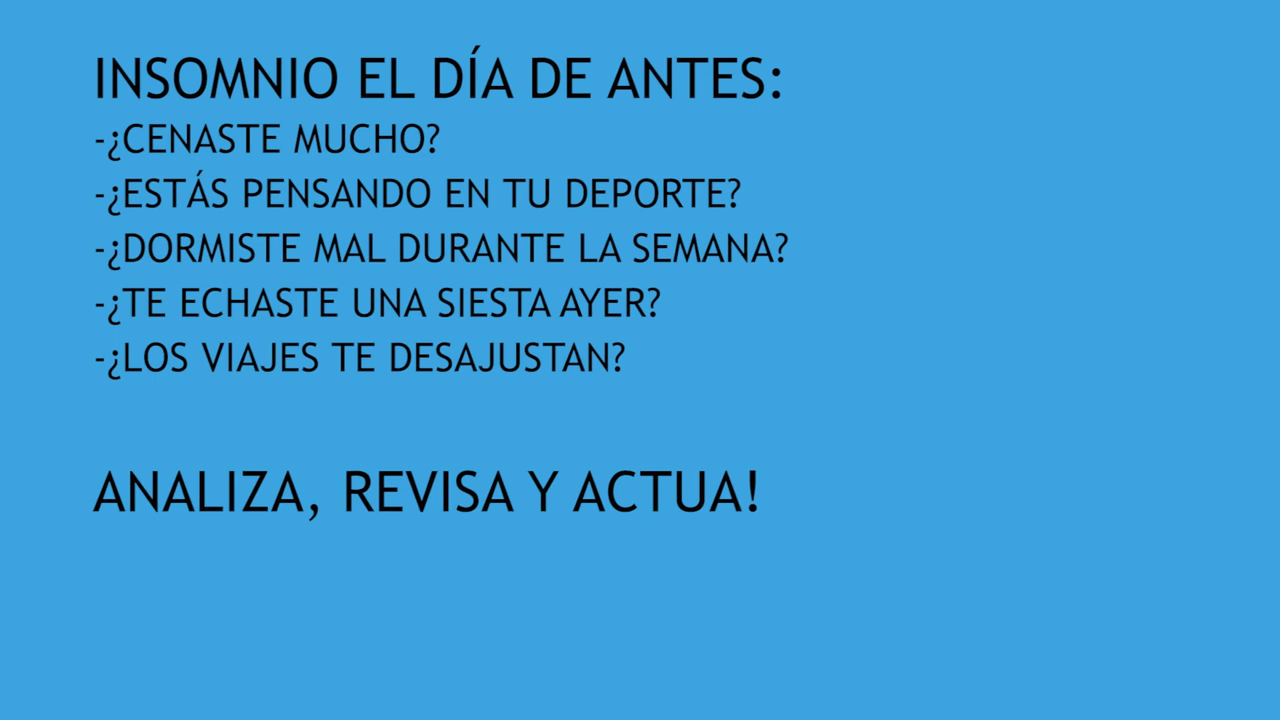 INSOMNIO EL DÍA DE ANTES:
-¿CENASTE MUCHO?
-¿ESTÁS PENSANDO EN TU DEPORTE?
-¿DORMISTE MAL DURANTE LA SEMANA?
-¿TE ECHASTE UNA SIESTA AYER?
-¿LOS VIAJES TE DESAJUSTAN?
ANALIZA, REVISA Y ACTUA!